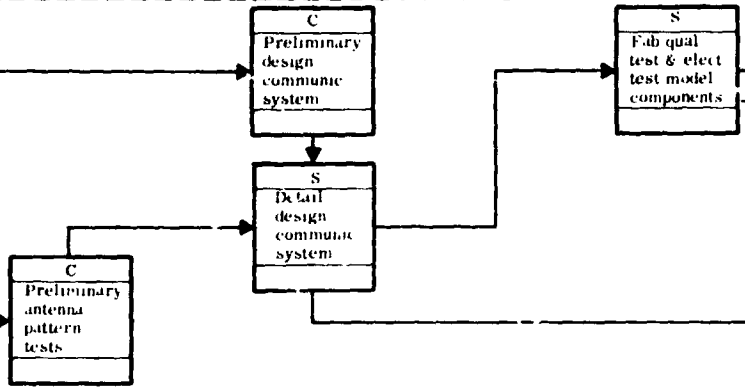 C
Preliminary
design
communic
system
S
Fab qual
test & elect
test model
components
S
Detail
design
communic
system
C
Preliminary
antenna
pattern
tests